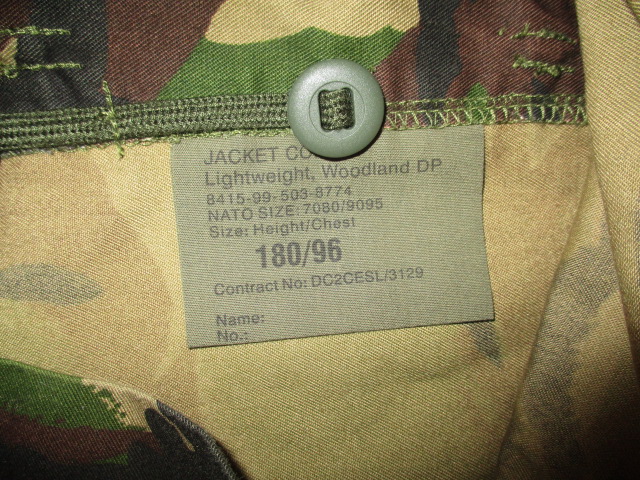 JACKET CO
Lightweight, Woodland DP
8415-99-503-8774
NATO SIZE: 7080/9095
Size: Height/Chest
180/96
Contract No: DC2CESL/3129
Name:
No.: